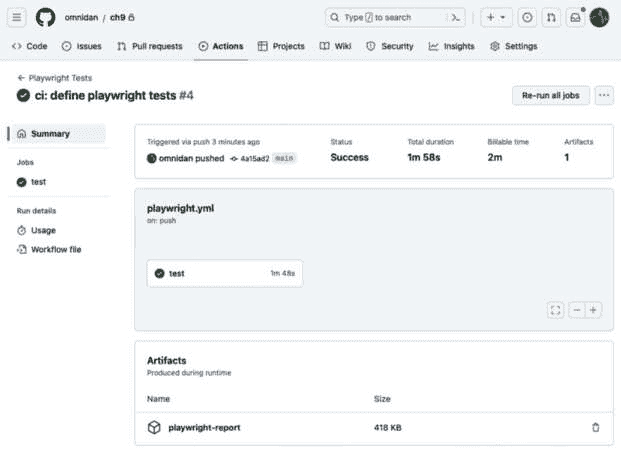 omnidan / ch9
Type / to search
Code Issues Pull requests Actions Projects Wiki Security Insights Settings
Playwright Tests
ci: define playwright tests #4
Re-run all jobs
Summary
Jobs
test
Run details
Usage
Workflow file
Triggered via push 3 minutes ago
omnidan pushed 4a15ad2 main
Status
Success
Total duration
1m 58s
Billable time
2m
Artifacts
1
playwright.yml
on: push
test 1m 48s
Artifacts
Produced during runtime
Name Size
playwright-report 418 KB